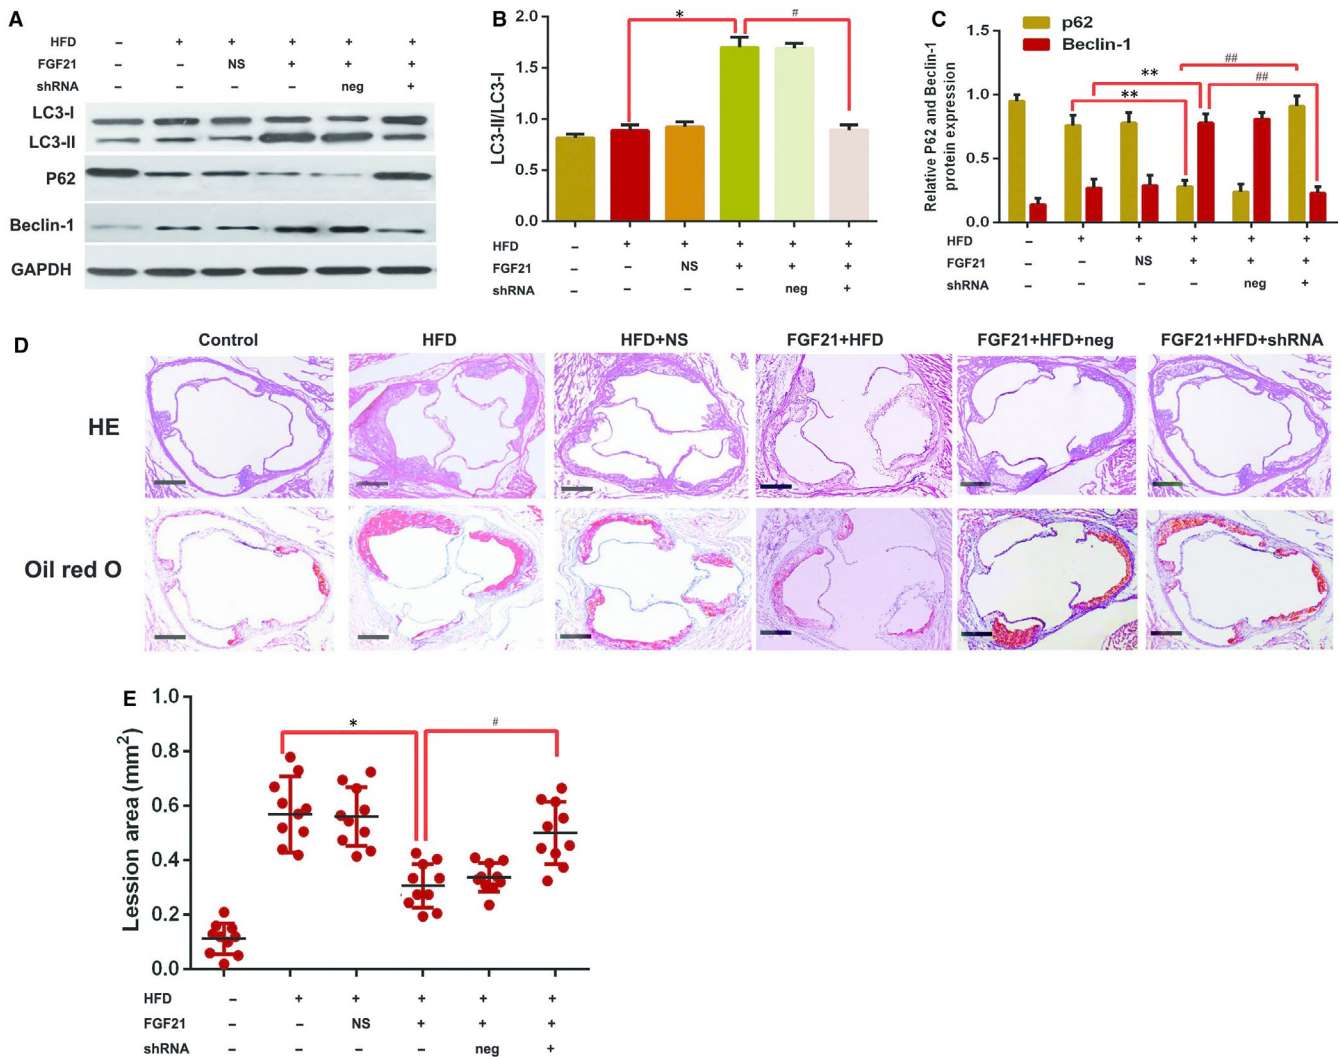 A
HFD – + + + + +
FGF21 – – NS + + +
shRNA – – – – neg +
LC3-I
LC3-II
P62
Beclin-1
GAPDH
B
LC3-II/LC3-I
2.0
1.5
1.0
0.5
0.0
* #
HFD – + + + + +
FGF21 – – NS + + +
shRNA – – – – neg +
C
p62
Beclin-1
Relative P62 and Beclin-1
protein expression
1.5
1.0
0.5
0.0
##
** ##
**
HFD – + + + + +
FGF21 – – NS + + +
shRNA – – – – neg +
D
Control HFD HFD+NS FGF21+HFD FGF21+HFD+neg FGF21+HFD+shRNA
HE
Oil red O
E
Lession area (mm²)
1.0
0.8
0.6
0.4
0.2
0.0
* #
HFD – + + + + +
FGF21 – – NS + + +
shRNA – – – – neg +